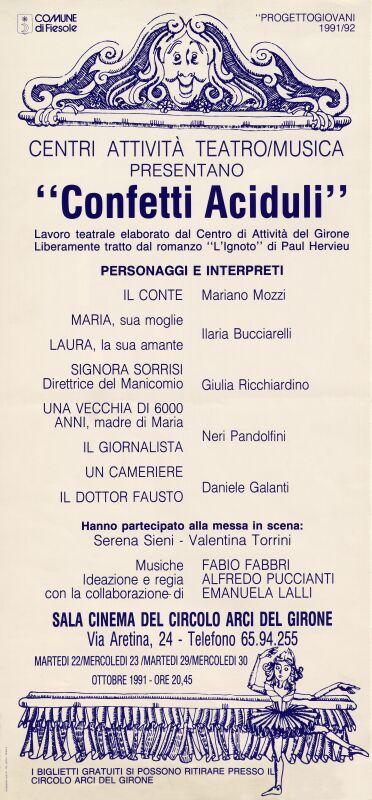 COMUNE
di Fiesole
"PROGETTOGIOVANI
1991/92
CENTRI ATTIVITÀ TEATRO/MUSICA
PRESENTANO
"Confetti Aciduli"
Lavoro teatrale elaborato dal Centro di Attività del Girone
Liberamente tratto dal romanzo "L'Ignoto" di Paul Hervieu
PERSONAGGI E INTERPRETI
IL CONTE Mariano Mozzi
MARIA, sua moglie
Ilaria Bucciarelli
LAURA, la sua amante
SIGNORA SORRISI
Direttrice del Manicomio Giulia Ricchiardino
UNA VECCHIA DI 6000
ANNI, madre di Maria
Neri Pandolfini
IL GIORNALISTA
UN CAMERIERE
Daniele Galanti
IL DOTTOR FAUSTO
Hanno partecipato alla messa in scena:
Serena Sieni - Valentina Torrini
Musiche FABIO FABBRI
Ideazione e regia ALFREDO PUCCIANTI
con la collaborazione di EMANUELA LALLI
SALA CINEMA DEL CIRCOLO ARCI DEL GIRONE
Via Aretina, 24 - Telefono 65.94.255
MARTEDI 22/MERCOLEDI 23 /MARTEDI 29/MERCOLEDI 30
OTTOBRE 1991 - ORE 20,45
I BIGLIETTI GRATUITI SI POSSONO RITIRARE PRESSO IL
CIRCOLO ARCI DEL GIRONE